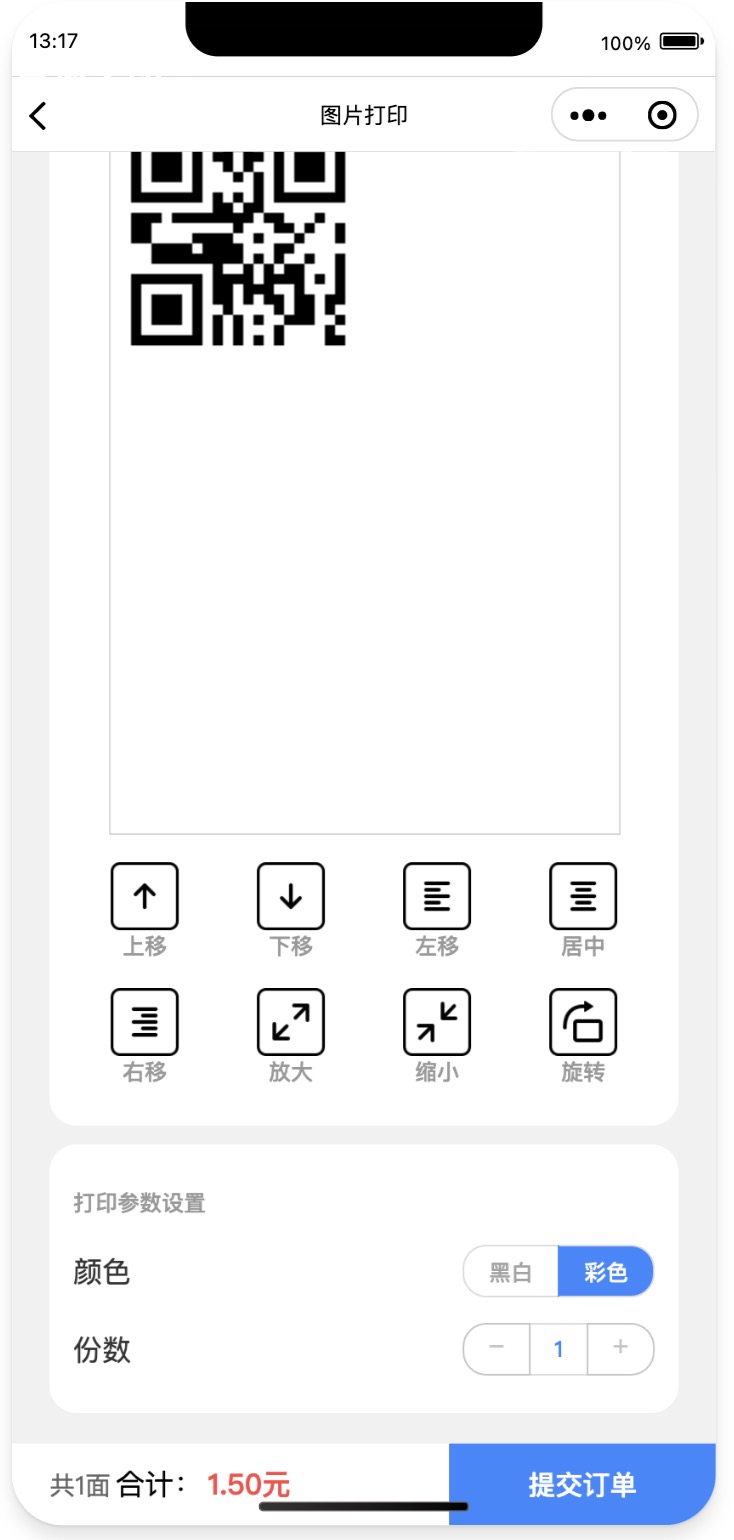 13:17
100%
图片打印
上移 下移 左移 居中
右移 放大 缩小 旋转
打印参数设置
颜色 黑白 彩色
份数 − 1 +
共1面 合计： 1.50元 提交订单